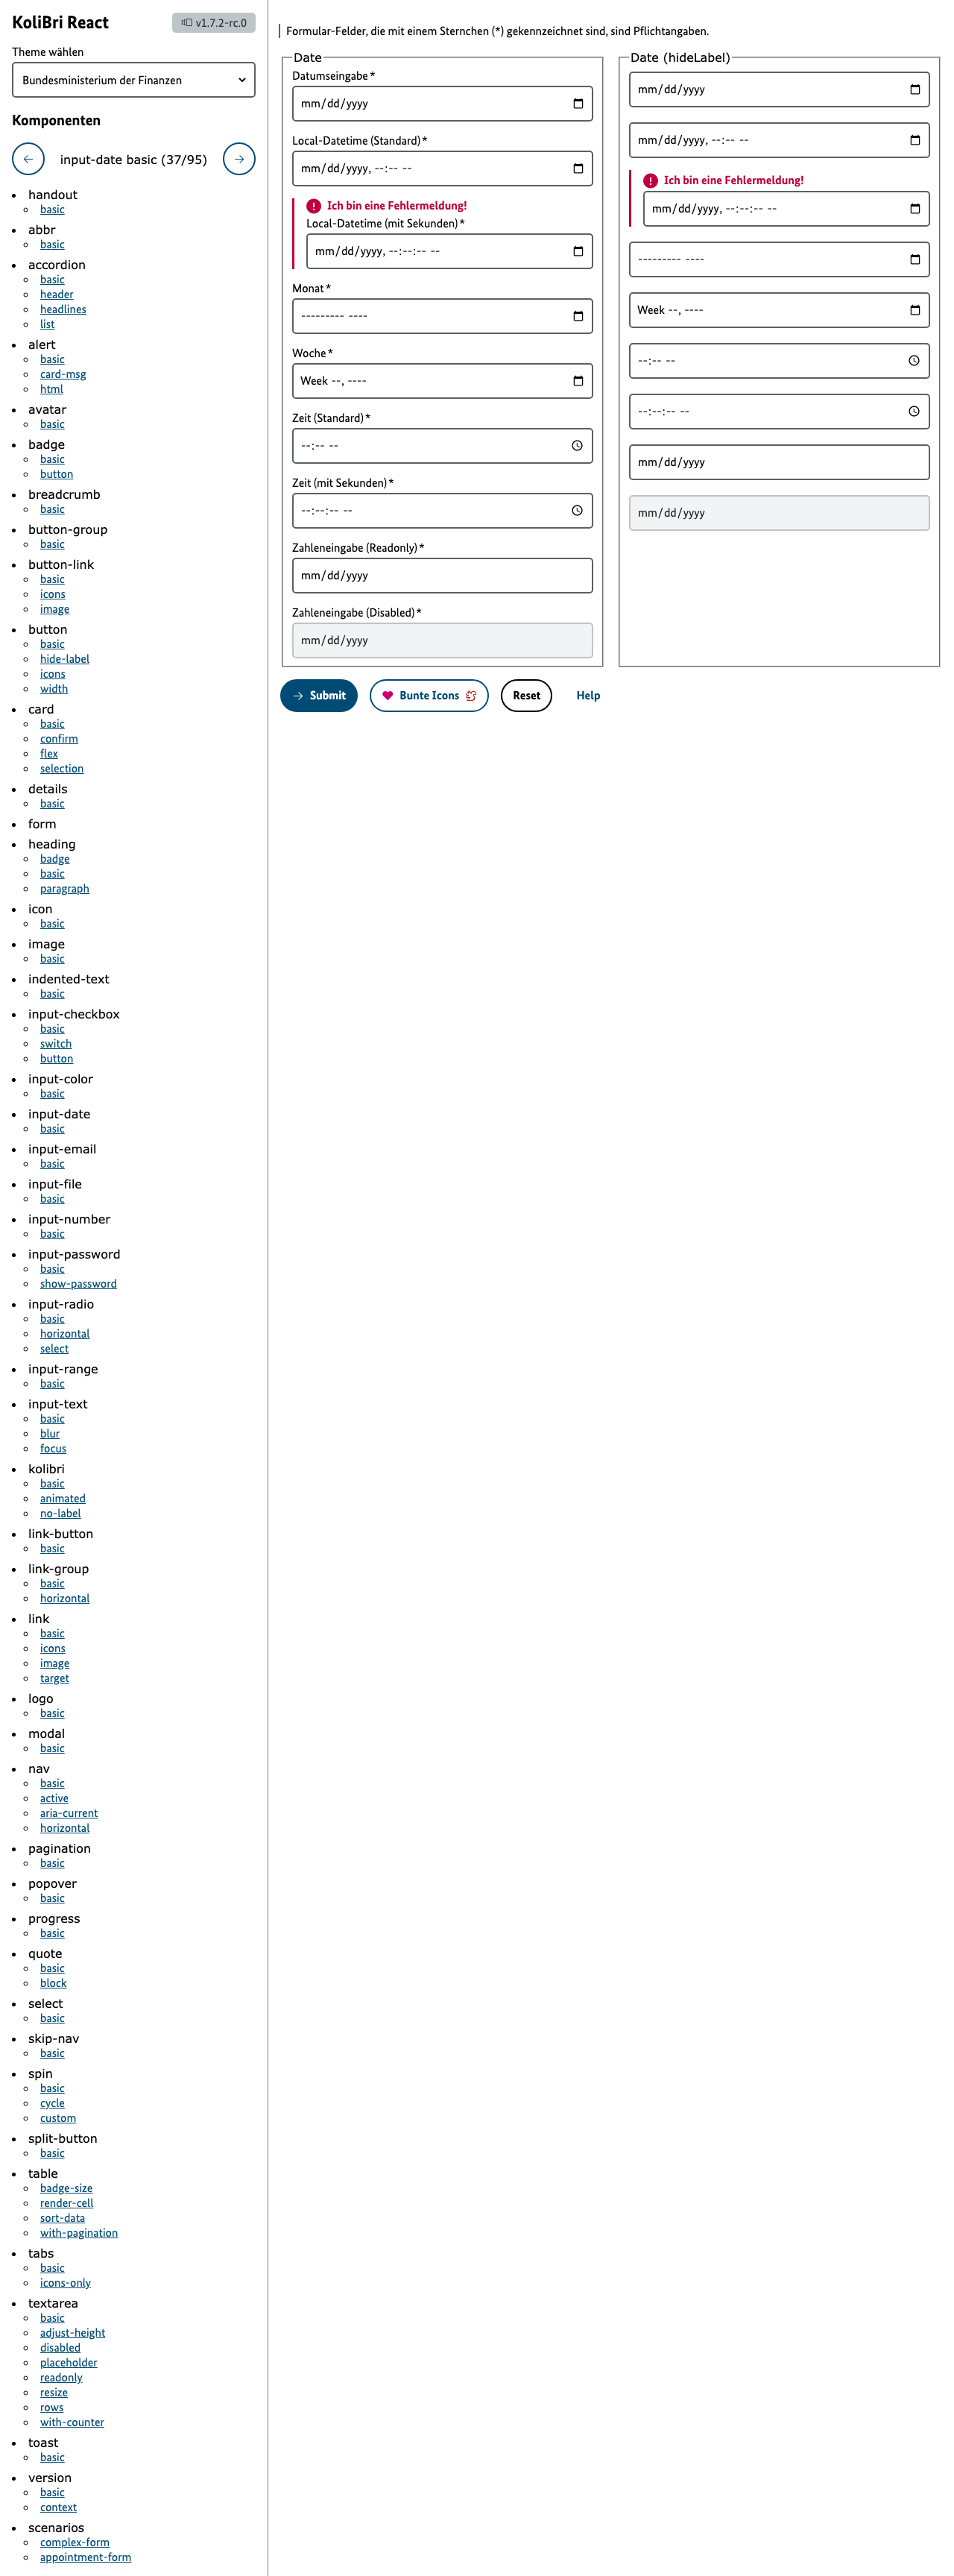 KoliBri React
v1.7.2-rc.0
Theme wählen
Bundesministerium der Finanzen
Komponenten
input-date basic (37/95)
handout
basic
abbr
basic
accordion
basic
header
headlines
list
alert
basic
card-msg
html
avatar
basic
badge
basic
button
breadcrumb
basic
button-group
basic
button-link
basic
icons
image
button
basic
hide-label
icons
width
card
basic
confirm
flex
selection
details
basic
form
heading
badge
basic
paragraph
icon
basic
image
basic
indented-text
basic
input-checkbox
basic
switch
button
input-color
basic
input-date
basic
input-email
basic
input-file
basic
input-number
basic
input-password
basic
show-password
input-radio
basic
horizontal
select
input-range
basic
input-text
basic
blur
focus
kolibri
basic
animated
no-label
link-button
basic
link-group
basic
horizontal
link
basic
icons
image
target
logo
basic
modal
basic
nav
basic
active
aria-current
horizontal
pagination
basic
popover
basic
progress
basic
quote
basic
block
select
basic
skip-nav
basic
spin
basic
cycle
custom
split-button
basic
table
badge-size
render-cell
sort-data
with-pagination
tabs
basic
icons-only
textarea
basic
adjust-height
disabled
placeholder
readonly
resize
rows
with-counter
toast
basic
version
basic
context
scenarios
complex-form
appointment-form
Formular-Felder, die mit einem Sternchen (*) gekennzeichnet sind, sind Pflichtangaben.
Date
Datumseingabe*
mm/dd/yyyy
Local-Datetime (Standard)*
mm/dd/yyyy, --:-- --
Ich bin eine Fehlermeldung!
Local-Datetime (mit Sekunden)*
mm/dd/yyyy, --:--:-- --
Monat*
--------- ----
Woche*
Week --, ----
Zeit (Standard)*
--:-- --
Zeit (mit Sekunden)*
--:--:-- --
Zahleneingabe (Readonly)*
mm/dd/yyyy
Zahleneingabe (Disabled)*
mm/dd/yyyy
Date (hideLabel)
mm/dd/yyyy
mm/dd/yyyy, --:-- --
Ich bin eine Fehlermeldung!
mm/dd/yyyy, --:--:-- --
--------- ----
Week --, ----
--:-- --
--:--:-- --
mm/dd/yyyy
mm/dd/yyyy
Submit
Bunte Icons
Reset
Help